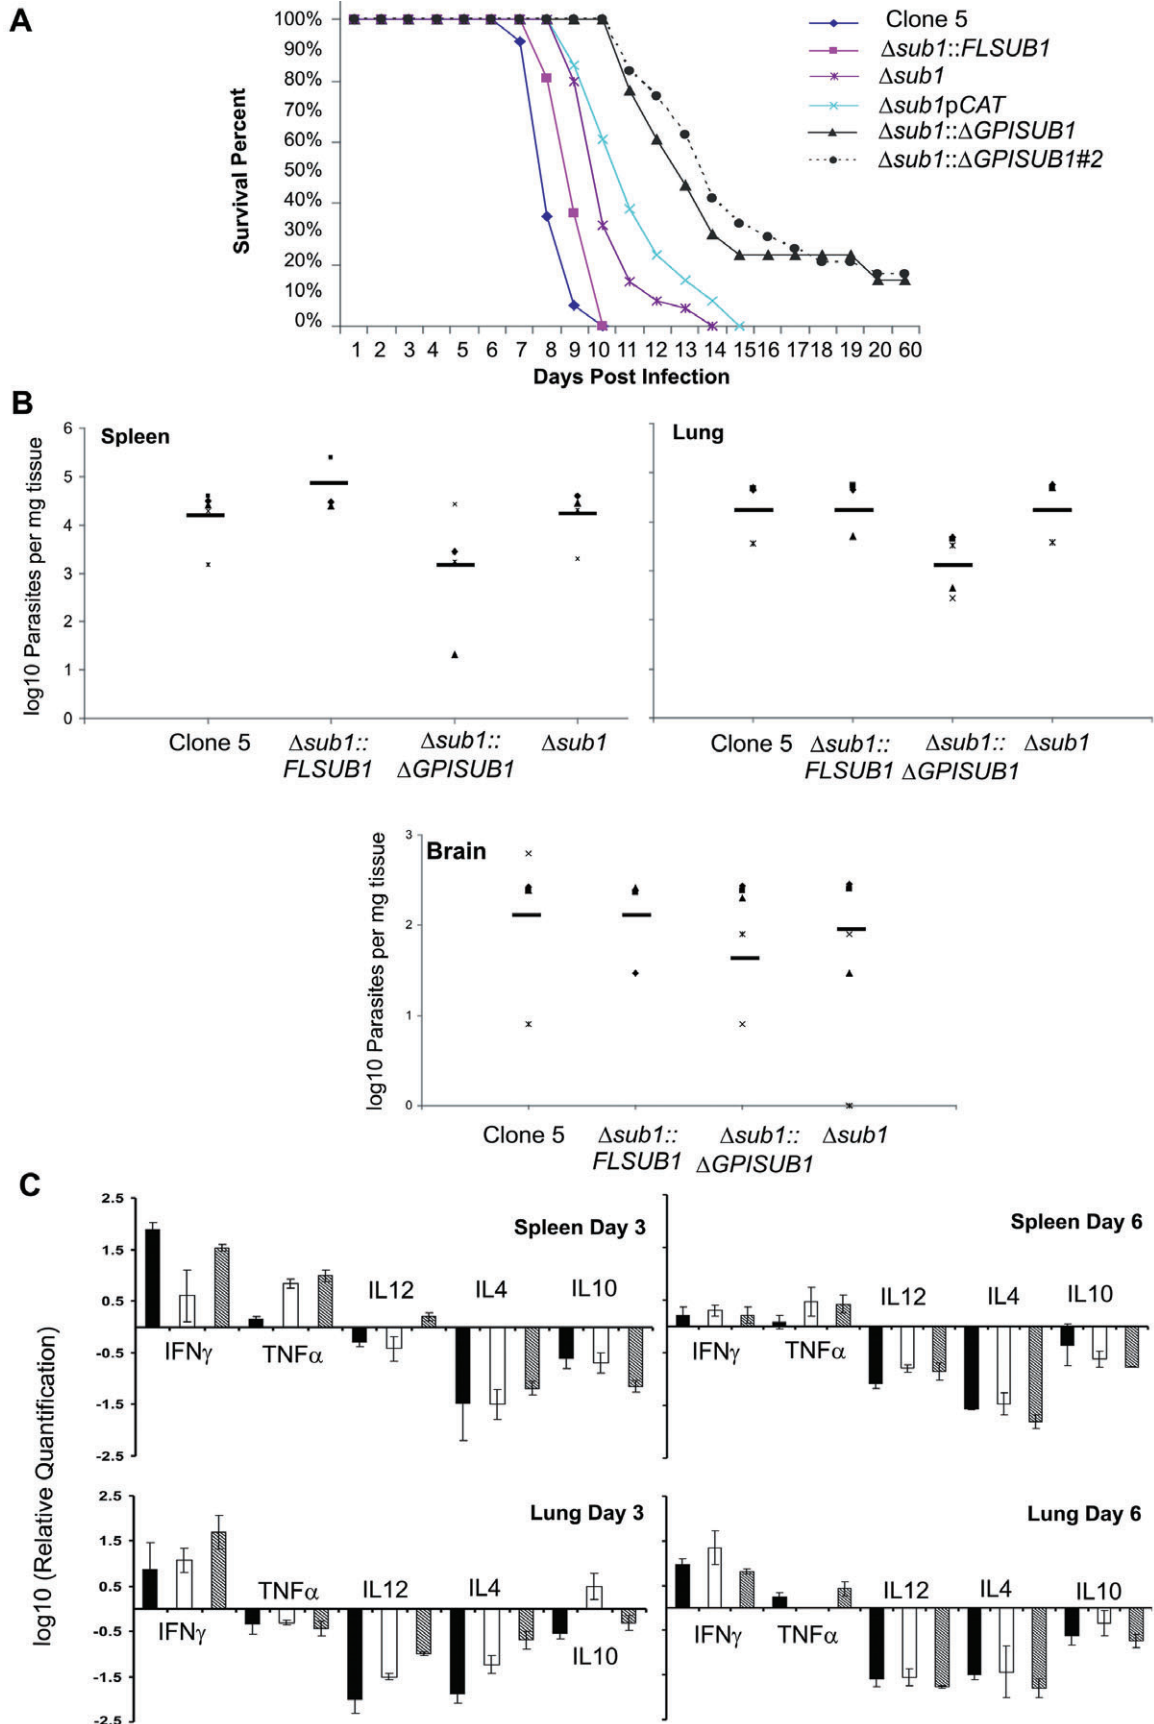 A
100%
90%
80%
70%
60%
50%
40%
30%
20%
10%
0%
Survival Percent
1 2 3 4 5 6 7 8 9 10 11 12 13 14 1516 1718 19 20 60
Days Post Infection
Clone 5
Δsub1::FLSUB1
Δsub1
Δsub1pCAT
Δsub1::ΔGPISUB1
Δsub1::ΔGPISUB1#2
B
log10 Parasites per mg tissue
6
5
4
3
2
1
0
Spleen
Clone 5
Δsub1::
FLSUB1
Δsub1::
ΔGPISUB1
Δsub1
Lung
Clone 5
Δsub1::
FLSUB1
Δsub1::
ΔGPISUB1
Δsub1
log10 Parasites per mg tissue
3
2
1
0
Brain
Clone 5
Δsub1::
FLSUB1
Δsub1::
ΔGPISUB1
Δsub1
C
log10 (Relative Quantification)
2.5
1.5
0.5
-0.5
-1.5
-2.5
Spleen Day 3
IFNγ
TNFα
IL12
IL4
IL10
Spleen Day 6
IFNγ
TNFα
IL12
IL4
IL10
2.5
1.5
0.5
-0.5
-1.5
-2.5
Lung Day 3
IFNγ
TNFα
IL12
IL4
IL10
Lung Day 6
IFNγ
TNFα
IL12
IL4
IL10